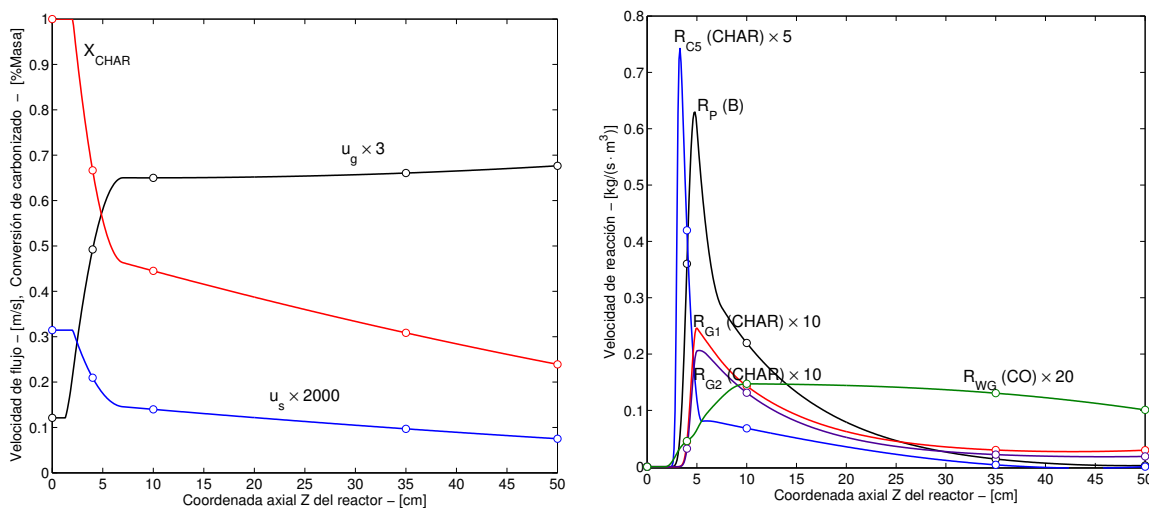 Velocidad de flujo – [m/s], Conversión de carbonizado – [%Masa]
1
0.9
0.8
0.7
0.6
0.5
0.4
0.3
0.2
0.1
0
X_CHAR
u_g × 3
u_s × 2000
0 5 10 15 20 25 30 35 40 45 50
Coordenada axial Z del reactor – [cm]
Velocidad de reacción – [kg/(s · m³)]
0.8
0.7
0.6
0.5
0.4
0.3
0.2
0.1
0
R_C5 (CHAR) × 5
R_P (B)
R_G1 (CHAR) × 10
R_G2 (CHAR) × 10
R_WG (CO) × 20
0 5 10 15 20 25 30 35 40 45 50
Coordenada axial Z del reactor – [cm]